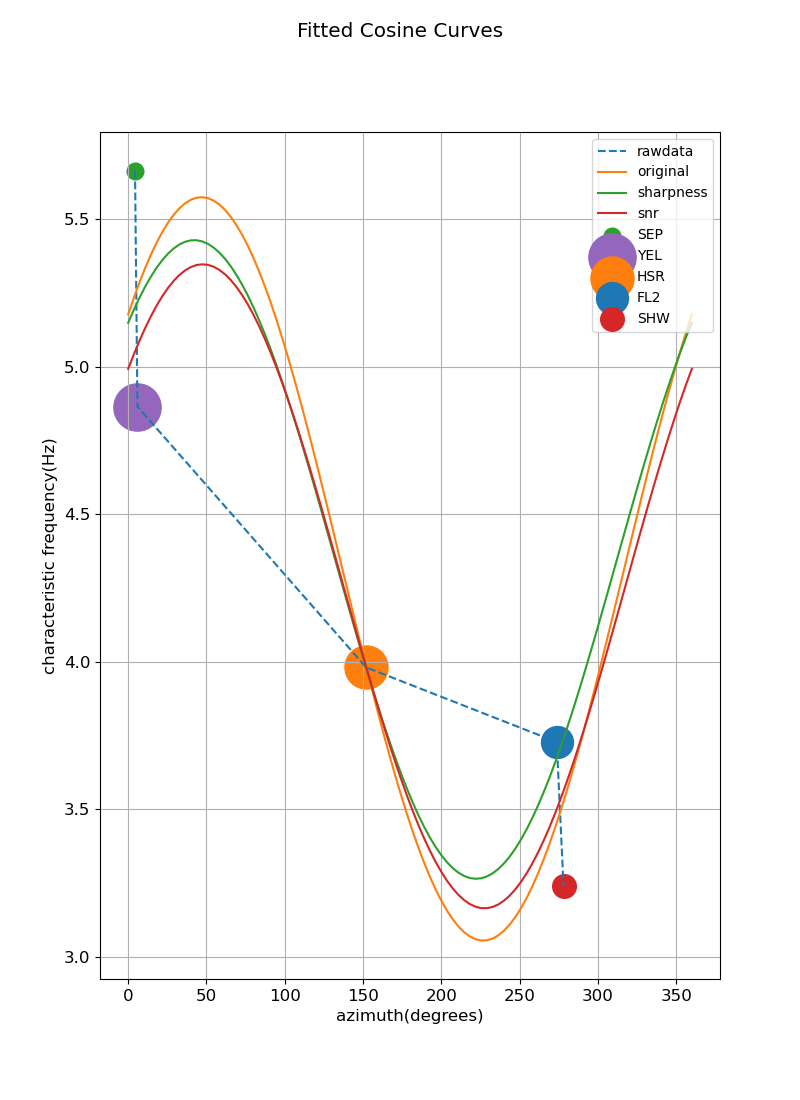 Fitted Cosine Curves
rawdata
original
sharpness
snr
SEP
YEL
HSR
FL2
SHW
5.5
5.0
4.5
4.0
3.5
3.0
characteristic frequency(Hz)
0 50 100 150 200 250 300 350
azimuth(degrees)